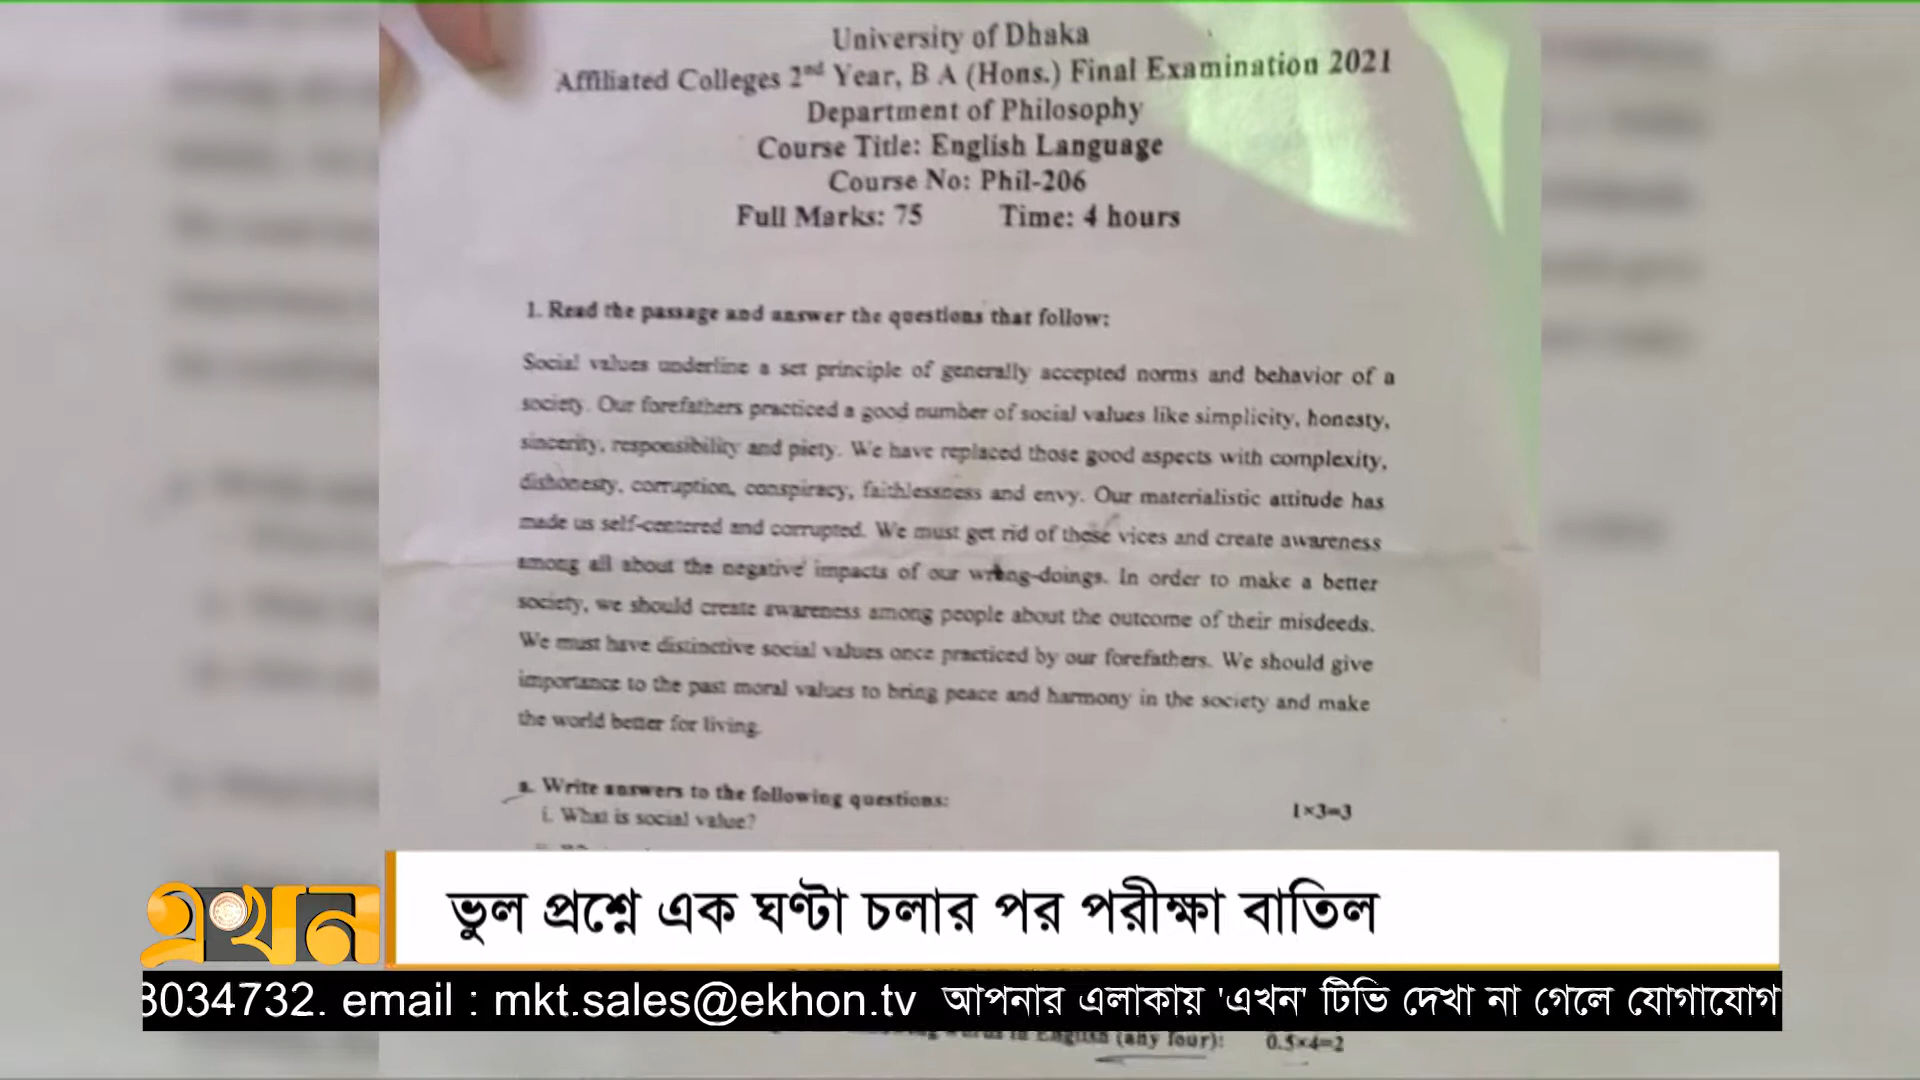 University of Dhaka
Affiliated Colleges 2nd Year, B A (Hons.) Final Examination 2021
Department of Philosophy
Course Title: English Language
Course No: Phil-206
Full Marks: 75 Time: 4 hours
1. Read the passage and answer the questions that follow:
Social values underline a set principle of generally accepted norms and behavior of a
society. Our forefathers practiced a good number of social values like simplicity, honesty,
sincerity, responsibility and piety. We have replaced those good aspects with complexity,
dishonesty, corruption, conspiracy, faithlessness and envy. Our materialistic attitude has
made us self-centered and corrupted. We must get rid of these vices and create awareness
among all about the negative impacts of our wrong-doings. In order to make a better
society, we should create awareness among people about the outcome of their misdeeds.
We must have distinctive social values once practiced by our forefathers. We should give
importance to the past moral values to bring peace and harmony in the society and make
the world better for living.
a. Write answers to the following questions: 1×3=3
i. What is social value?
এখন
ভুল প্রশ্নে এক ঘণ্টা চলার পর পরীক্ষা বাতিল
8034732. email : mkt.sales@ekhon.tv আপনার এলাকায় 'এখন' টিভি দেখা না গেলে যোগাযোগ
words in English (any four): 0.5×4=2